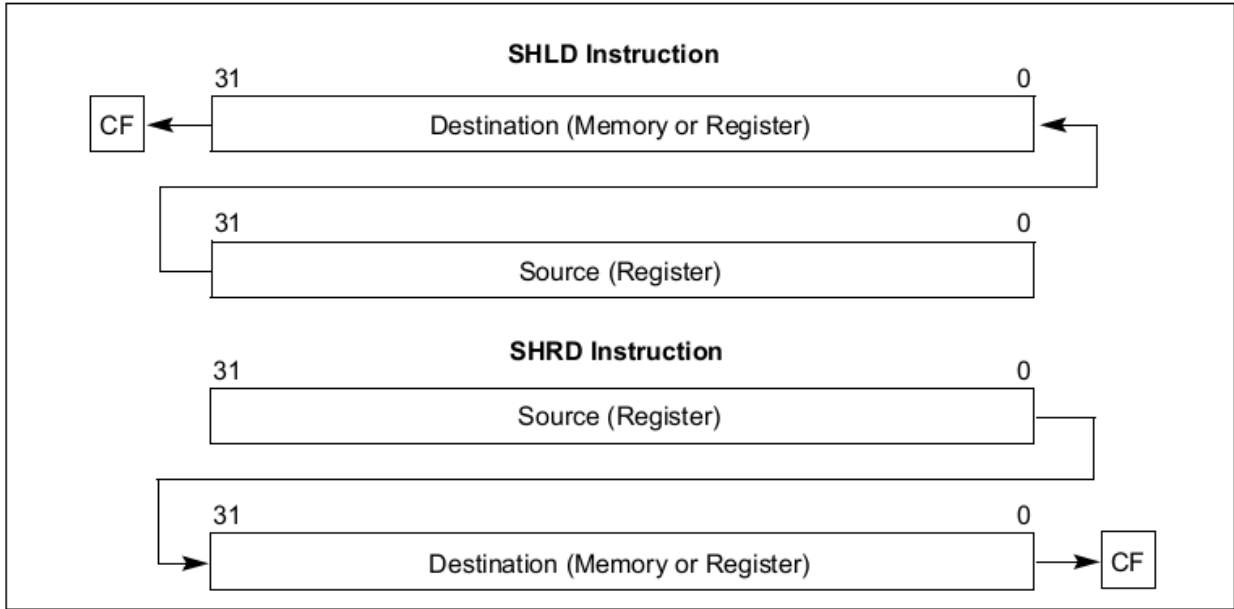 SHLD Instruction
31 0
CF Destination (Memory or Register)
31 0
Source (Register)
SHRD Instruction
31 0
Source (Register)
31 0
Destination (Memory or Register) CF